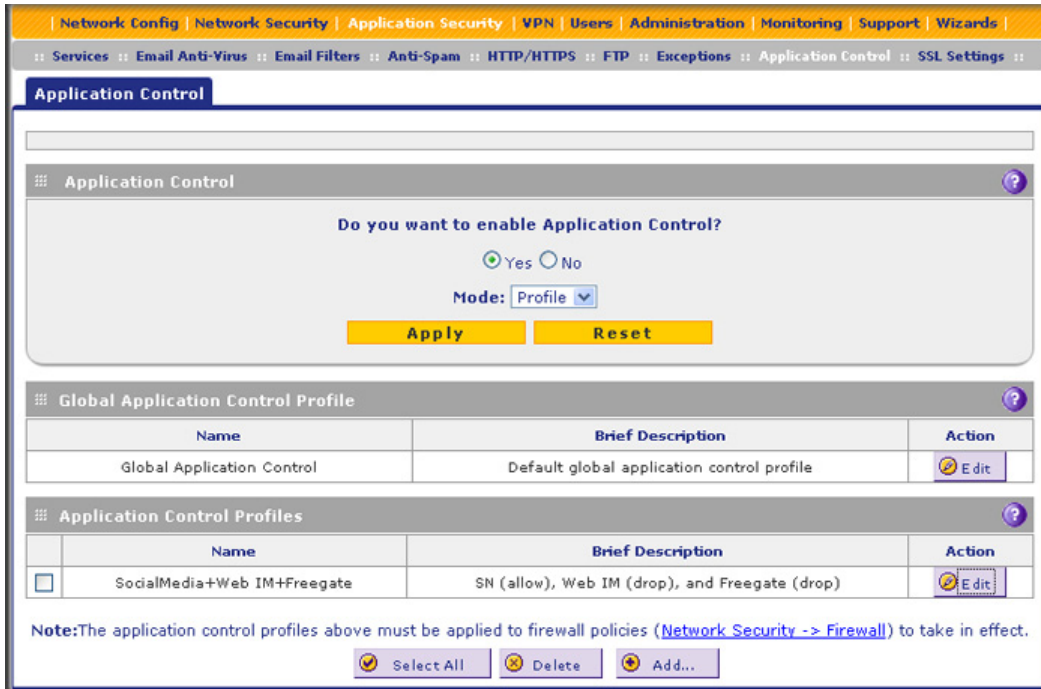 | Network Config | Network Security | Application Security | VPN | Users | Administration | Monitoring | Support | Wizards |
:: Services :: Email Anti-Virus :: Email Filters :: Anti-Spam :: HTTP/HTTPS :: FTP :: Exceptions :: Application Control :: SSL Settings ::
Application Control
Application Control ?
Do you want to enable Application Control?
Yes No
Mode: Profile
Apply Reset
Global Application Control Profile ?
Name Brief Description Action
Global Application Control Default global application control profile Edit
Application Control Profiles ?
Name Brief Description Action
SocialMedia+Web IM+Freegate SN (allow), Web IM (drop), and Freegate (drop) Edit
Note:The application control profiles above must be applied to firewall policies (Network Security -> Firewall) to take in effect.
Select All Delete Add...